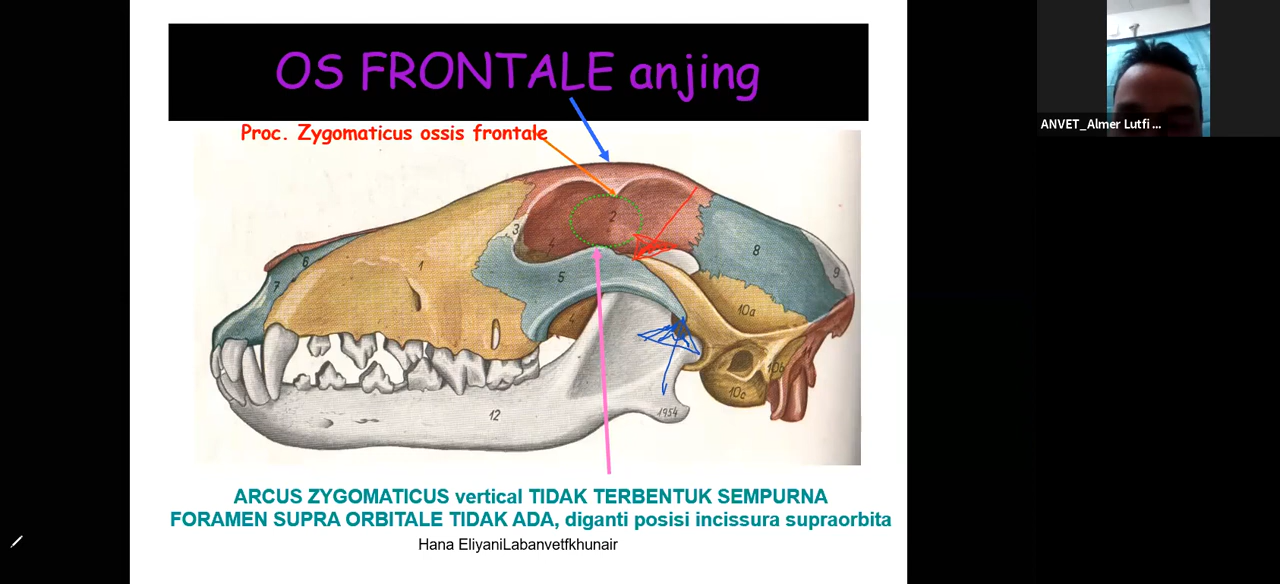 OS FRONTALE anjing
Proc. Zygomaticus ossis frontale
ANVET_Almer Lutfi ...
2
3
4
8
6
1
5
9
7
10a
4
10b
10c
12
1954
ARCUS ZYGOMATICUS vertical TIDAK TERBENTUK SEMPURNA
FORAMEN SUPRA ORBITALE TIDAK ADA, diganti posisi incissura supraorbita
Hana EliyaniLabanvetfkhunair